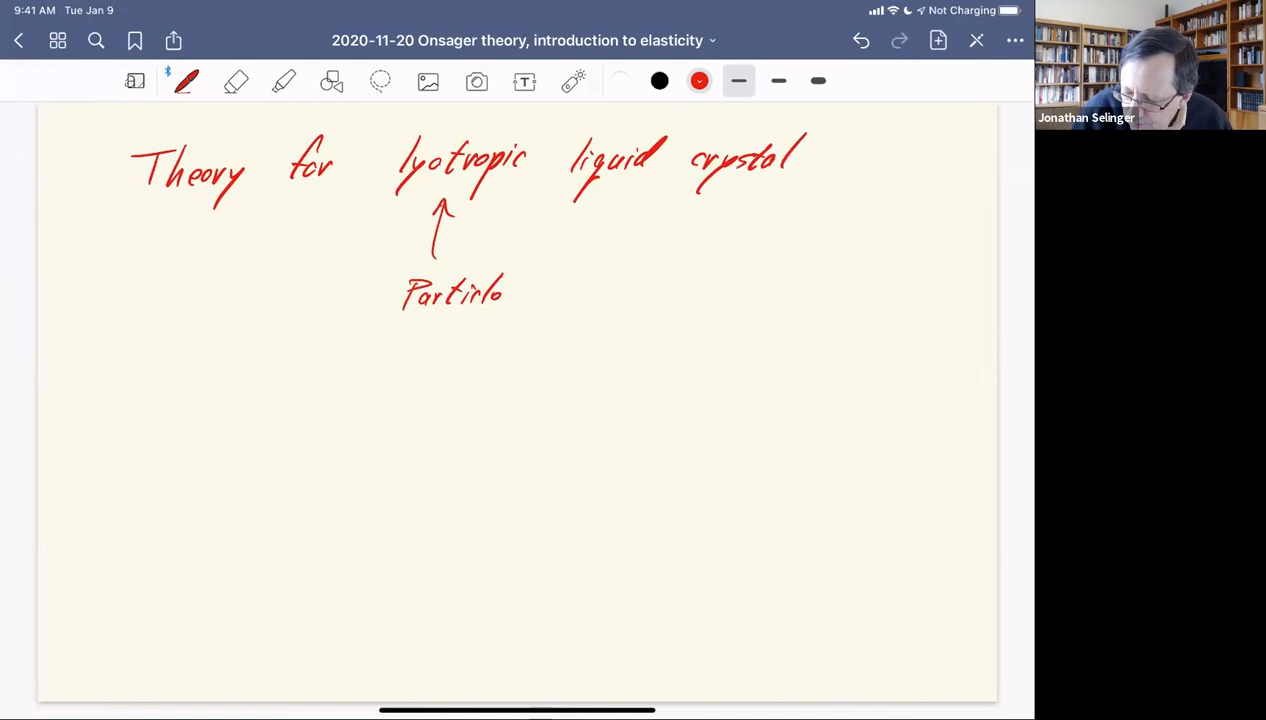 9:41 AM Tue Jan 9
Not Charging
2020-11-20 Onsager theory, introduction to elasticity
Jonathan Selinger
Theory for lyotropic liquid crystal
Particle